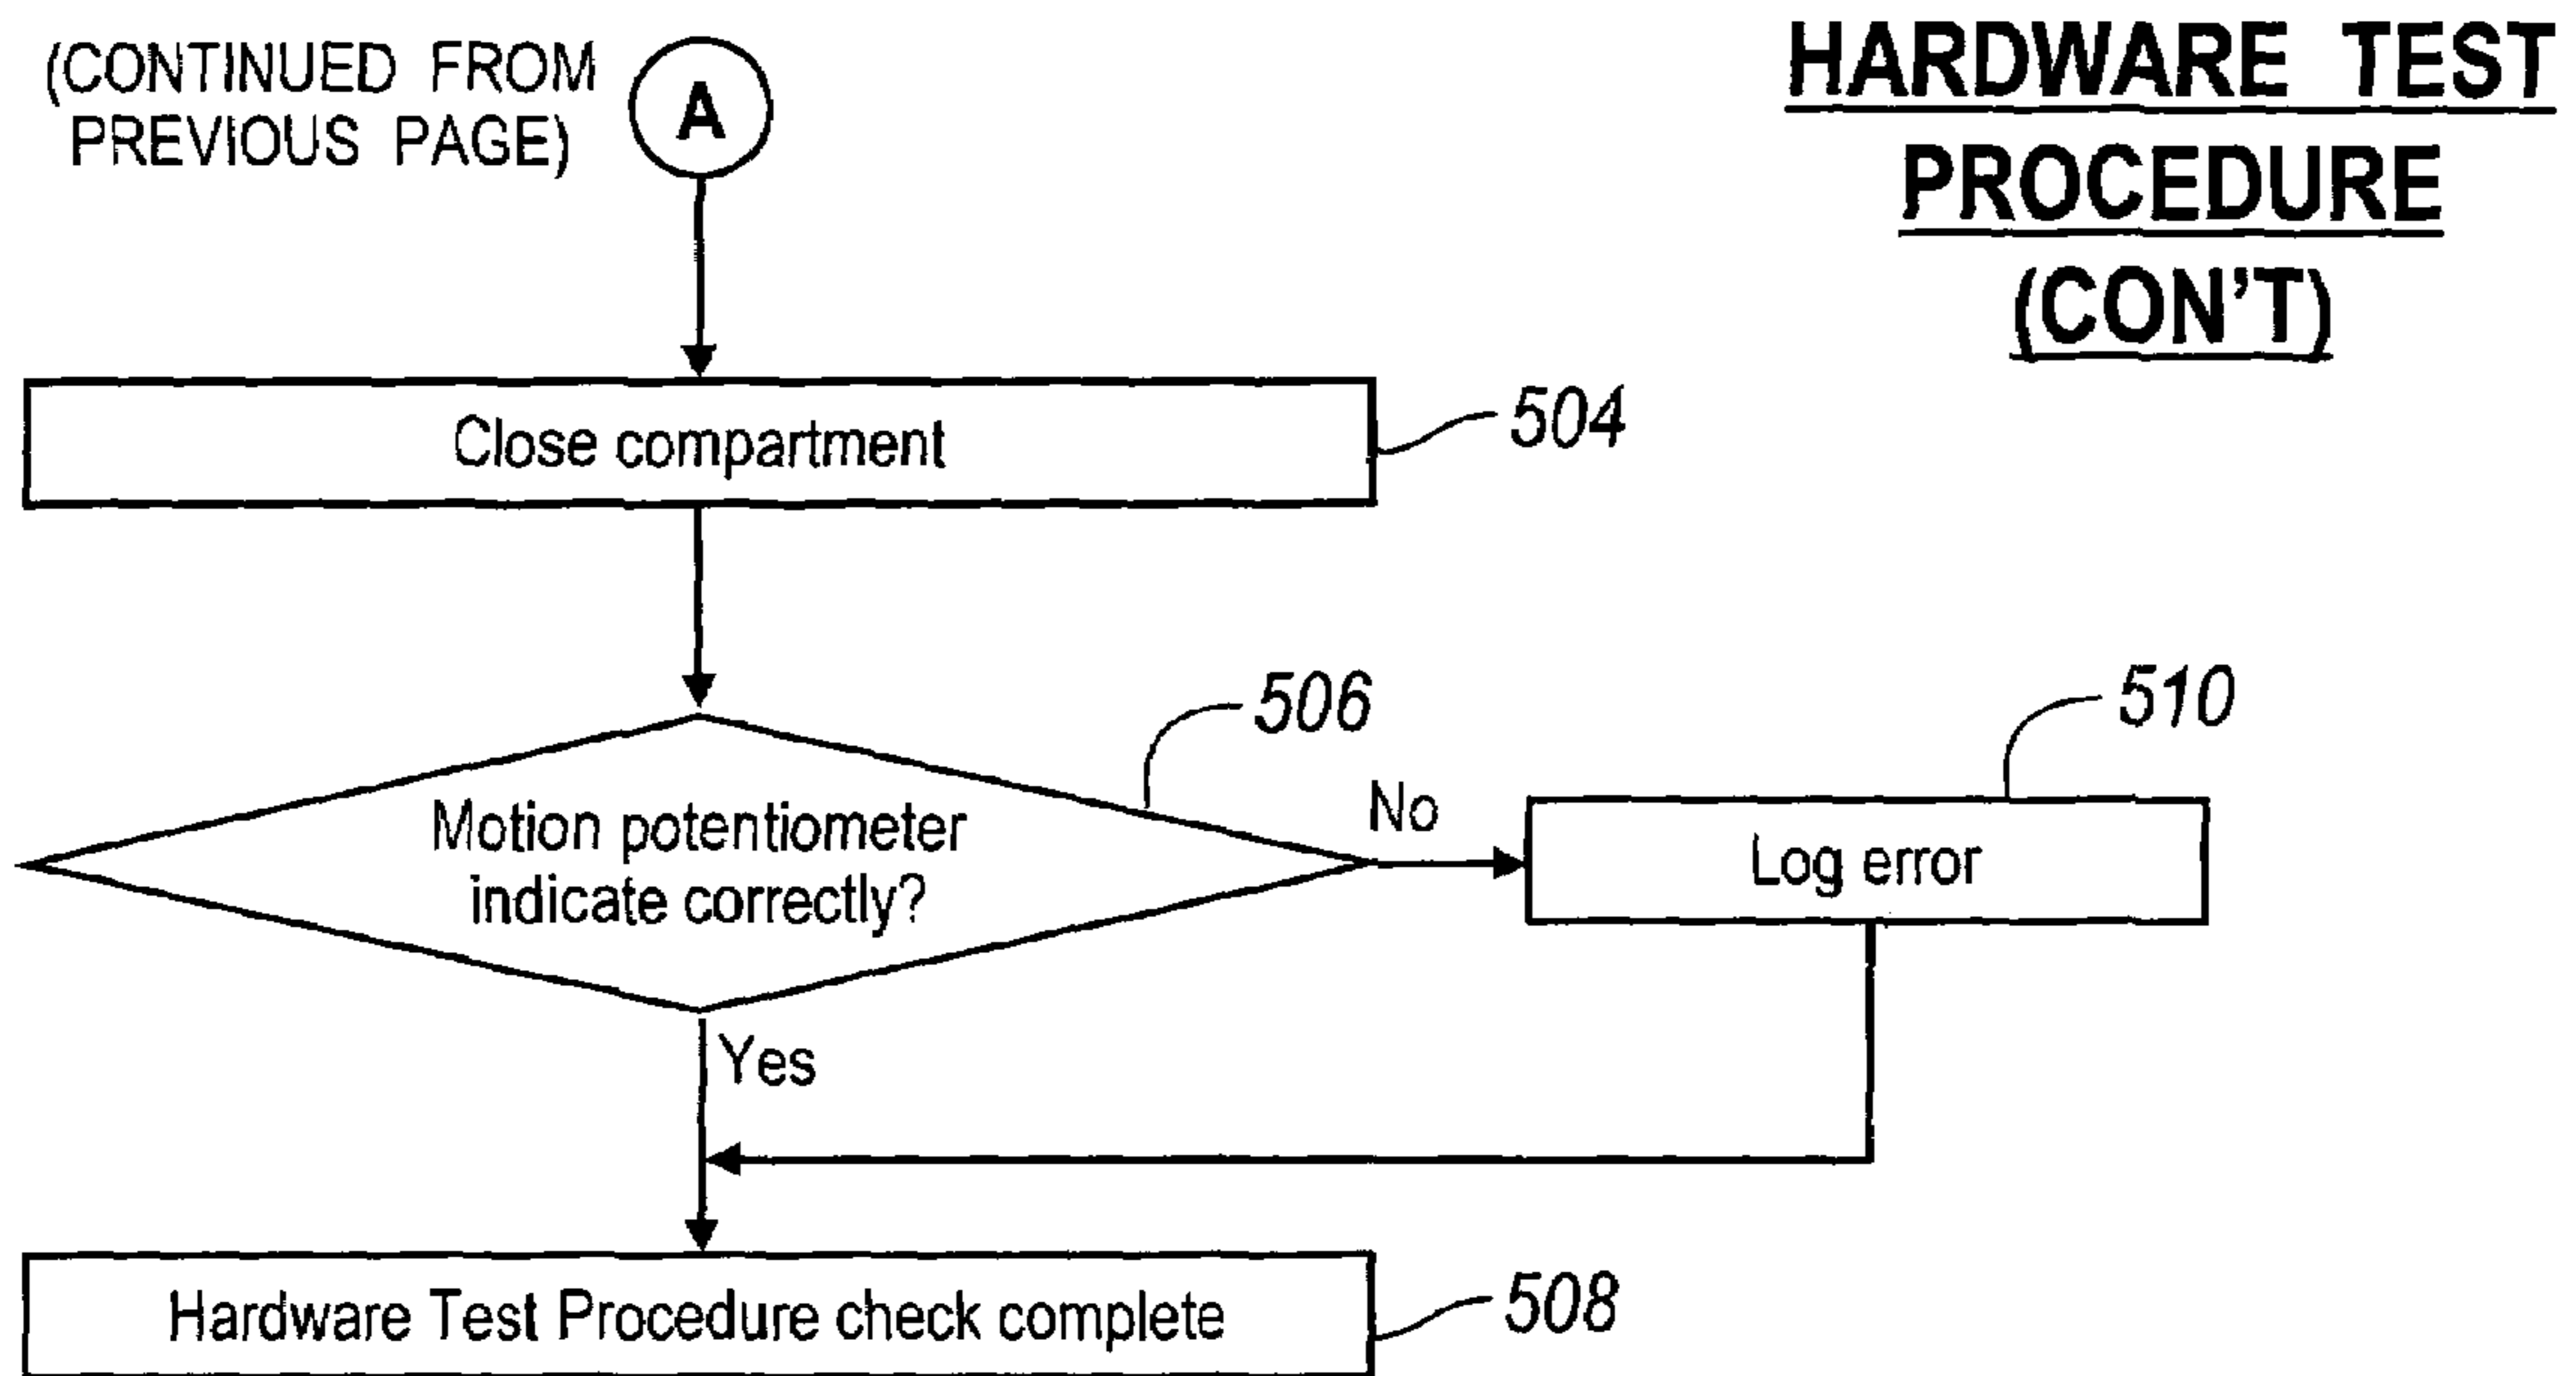 (CONTINUED FROM
PREVIOUS PAGE)
A
HARDWARE TEST
PROCEDURE
(CON'T)
Close compartment
504
Motion potentiometer
indicate correctly?
506
No
Log error
510
Yes
Hardware Test Procedure check complete
508